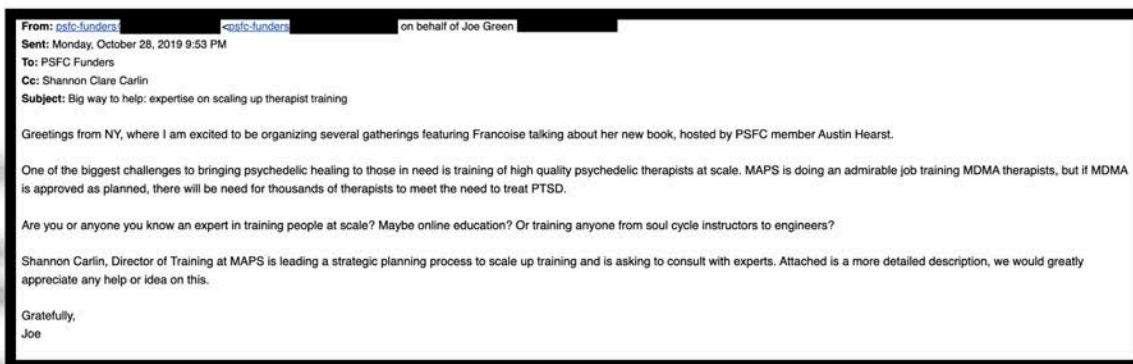 From: psfc-funders <psfc-funders on behalf of Joe Green
Sent: Monday, October 28, 2019 9:53 PM
To: PSFC Funders
Cc: Shannon Clare Carlin
Subject: Big way to help: expertise on scaling up therapist training
Greetings from NY, where I am excited to be organizing several gatherings featuring Francoise talking about her new book, hosted by PSFC member Austin Hearst.
One of the biggest challenges to bringing psychedelic healing to those in need is training of high quality psychedelic therapists at scale. MAPS is doing an admirable job training MDMA therapists, but if MDMA
is approved as planned, there will be need for thousands of therapists to meet the need to treat PTSD.
Are you or anyone you know an expert in training people at scale? Maybe online education? Or training anyone from soul cycle instructors to engineers?
Shannon Carlin, Director of Training at MAPS is leading a strategic planning process to scale up training and is asking to consult with experts. Attached is a more detailed description, we would greatly
appreciate any help or idea on this.
Gratefully,
Joe